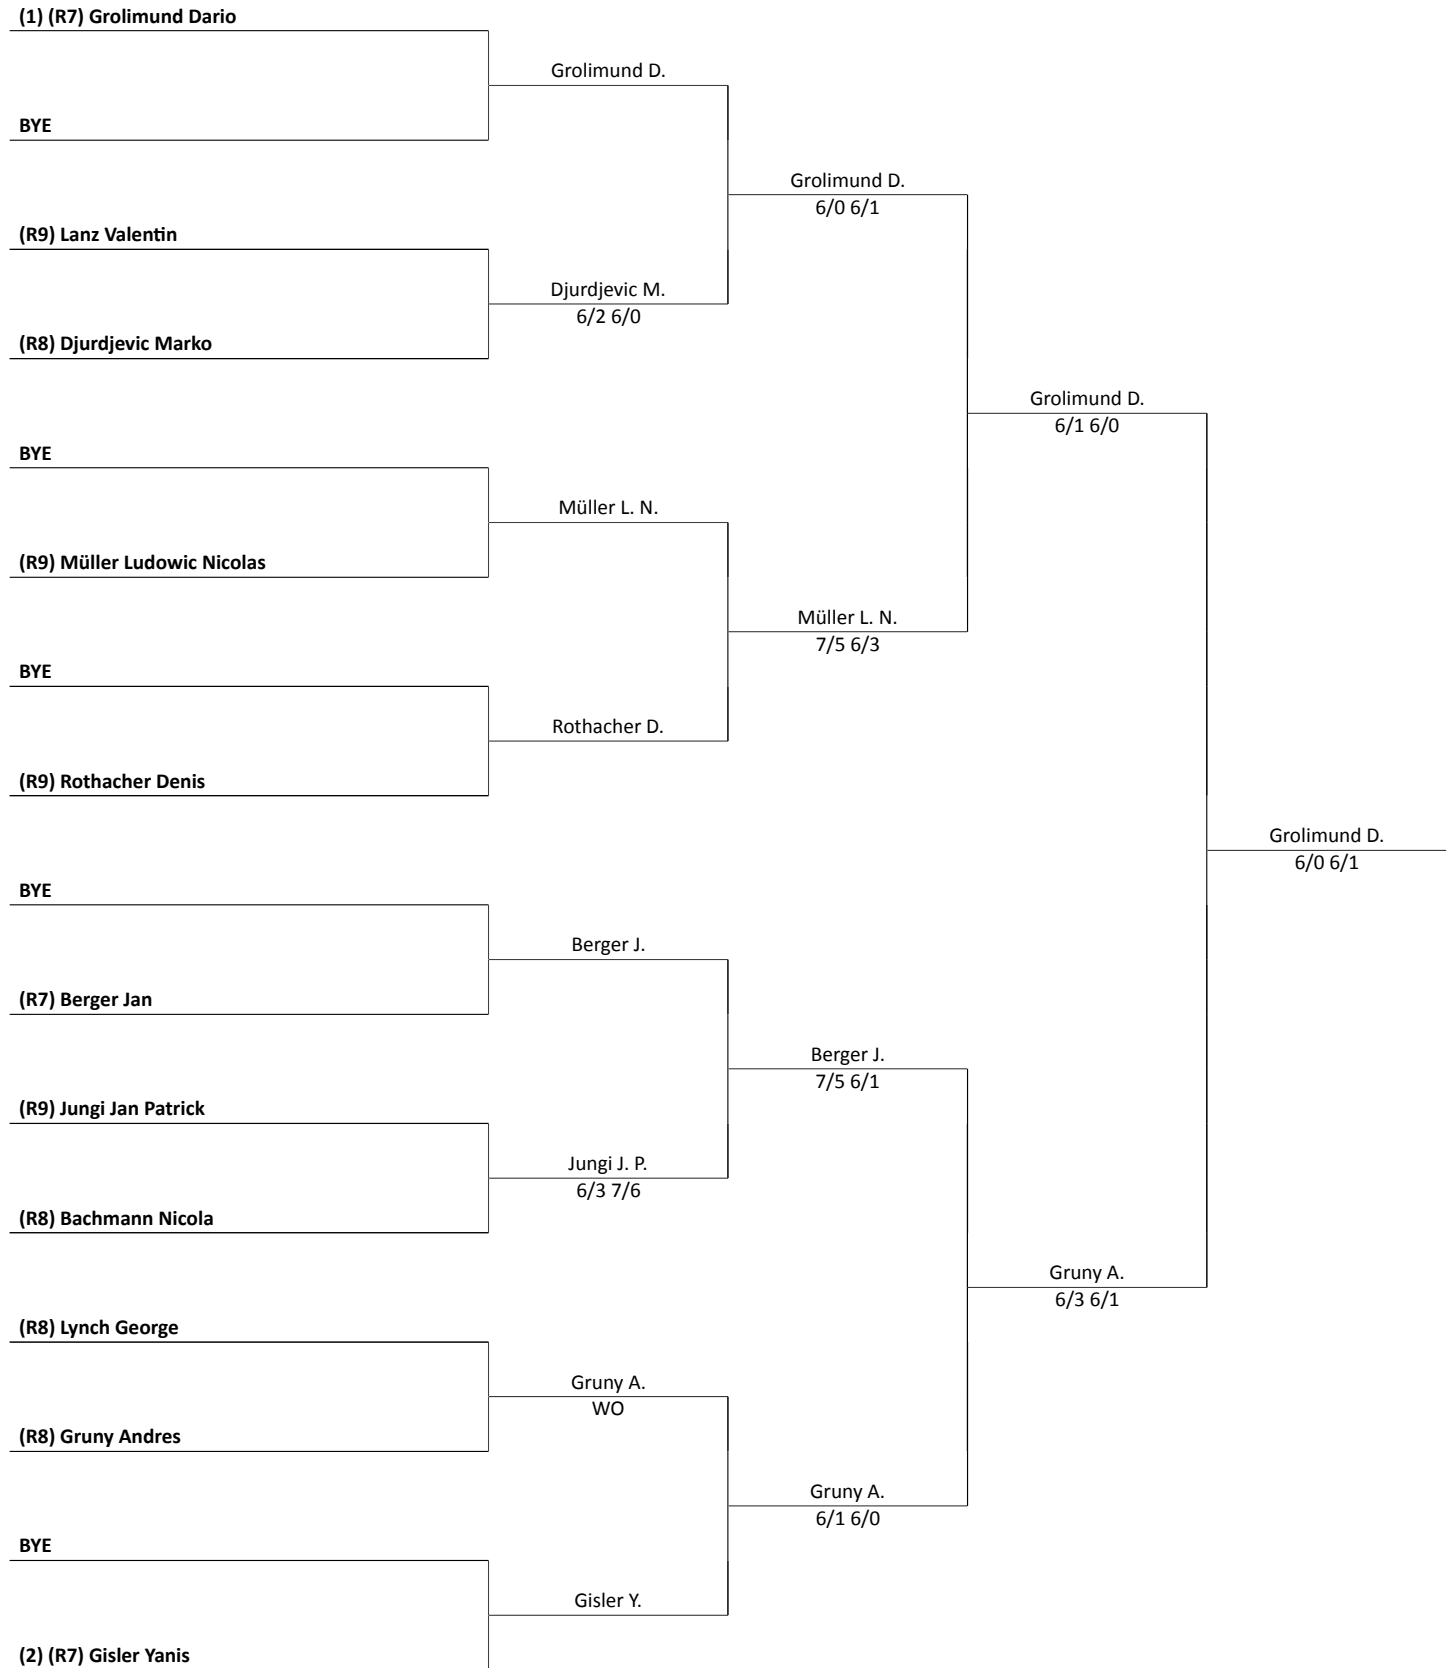 (1) (R7) Grolimund Dario
Grolimund D.
BYE
Grolimund D.
6/0 6/1
(R9) Lanz Valentin
Djurdjevic M.
6/2 6/0
(R8) Djurdjevic Marko
Grolimund D.
6/1 6/0
BYE
Müller L. N.
(R9) Müller Ludowic Nicolas
Müller L. N.
7/5 6/3
BYE
Rothacher D.
(R9) Rothacher Denis
Grolimund D.
6/0 6/1
BYE
Berger J.
(R7) Berger Jan
Berger J.
7/5 6/1
(R9) Jungi Jan Patrick
Jungi J. P.
6/3 7/6
(R8) Bachmann Nicola
Gruny A.
6/3 6/1
(R8) Lynch George
Gruny A.
WO
(R8) Gruny Andres
Gruny A.
6/1 6/0
BYE
Gisler Y.
(2) (R7) Gisler Yanis